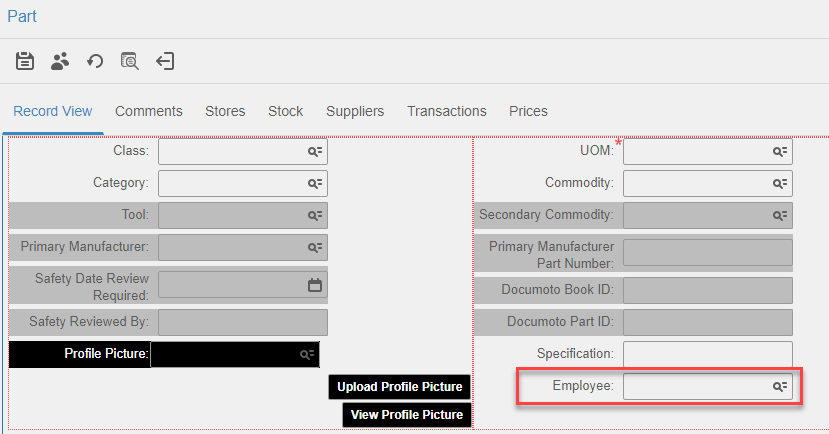 Part
Record View Comments Stores Stock Suppliers Transactions Prices
Class:
UOM:*
Category:
Commodity:
Tool:
Secondary Commodity:
Primary Manufacturer:
Primary Manufacturer
Part Number:
Safety Date Review
Required:
Documoto Book ID:
Safety Reviewed By:
Documoto Part ID:
Profile Picture:
Specification:
Upload Profile Picture
Employee:
View Profile Picture